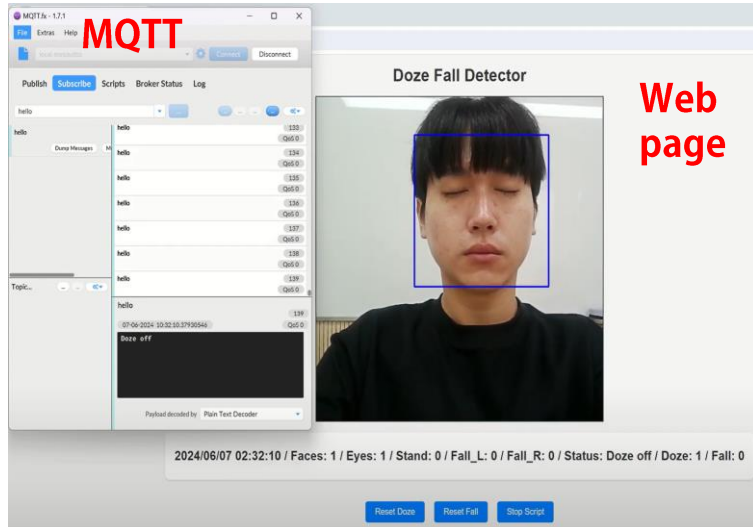 MQTT.fx - 1.7.1
File Extras Help
MQTT
Connect Disconnect
Publish Subscribe Scripts Broker Status Log
hello
hello
Dump Messages M
hello 133
QoS 0
hello 134
QoS 0
hello 135
QoS 0
hello 136
QoS 0
hello 137
QoS 0
hello 138
QoS 0
hello 139
QoS 0
Topic...
hello
139
07-06-2024 10:32:10.37930546 QoS 0
Doze off
Payload decoded by Plain Text Decoder
Doze Fall Detector
Web
page
2024/06/07 02:32:10 / Faces: 1 / Eyes: 1 / Stand: 0 / Fall_L: 0 / Fall_R: 0 / Status: Doze off / Doze: 1 / Fall: 0
Reset Doze Reset Fall Stop Script